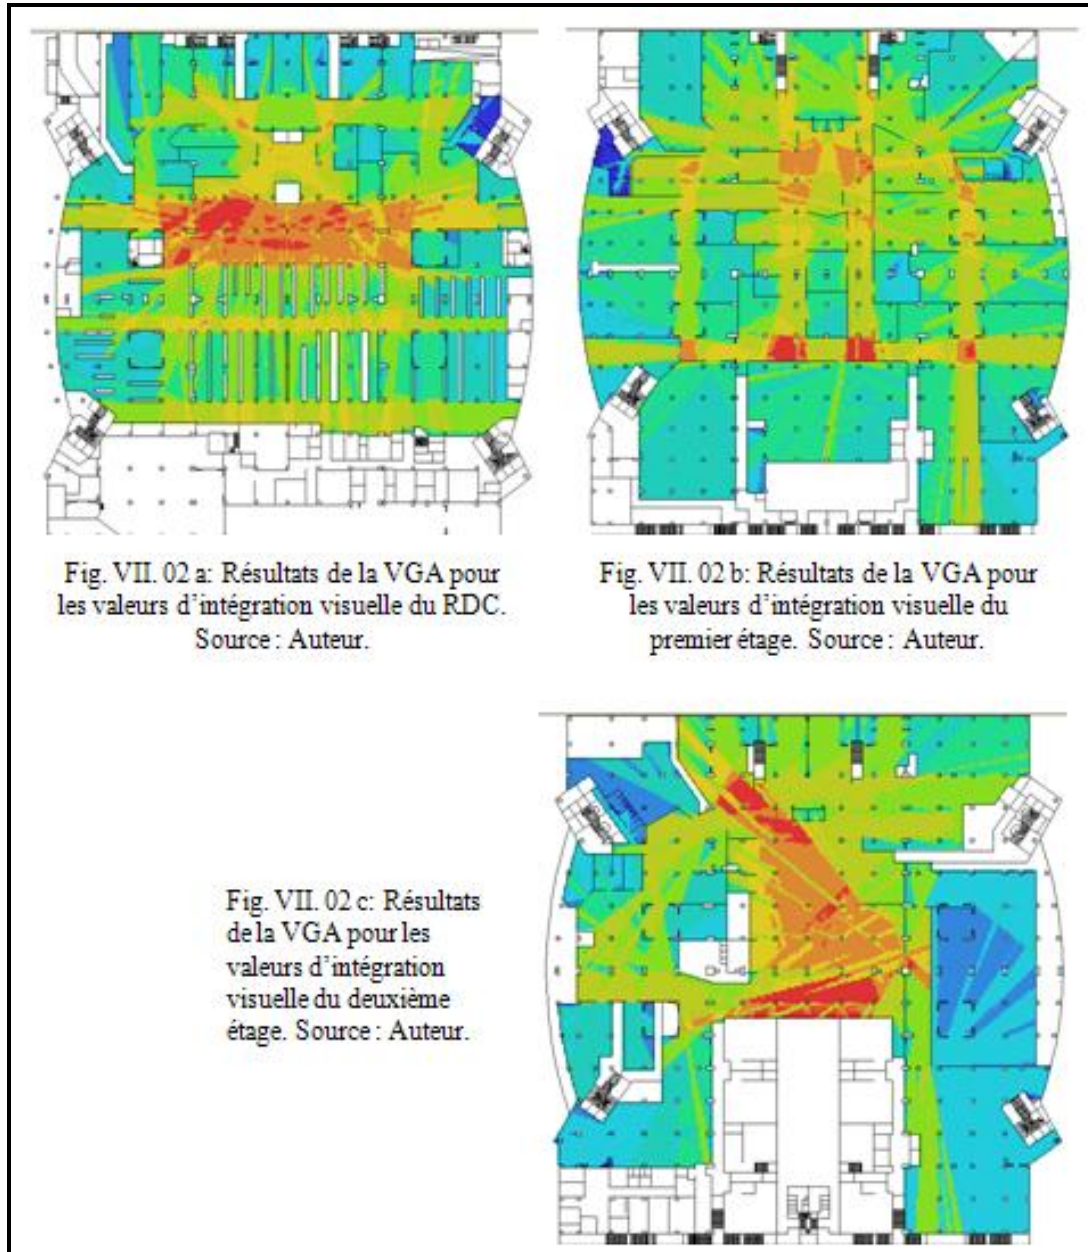 Fig. VII. 02 a: Résultats de la VGA pour
les valeurs d’intégration visuelle du RDC.
Source : Auteur.
Fig. VII. 02 b: Résultats de la VGA pour
les valeurs d’intégration visuelle du
premier étage. Source : Auteur.
Fig. VII. 02 c: Résultats
de la VGA pour les
valeurs d’intégration
visuelle du deuxième
étage. Source : Auteur.